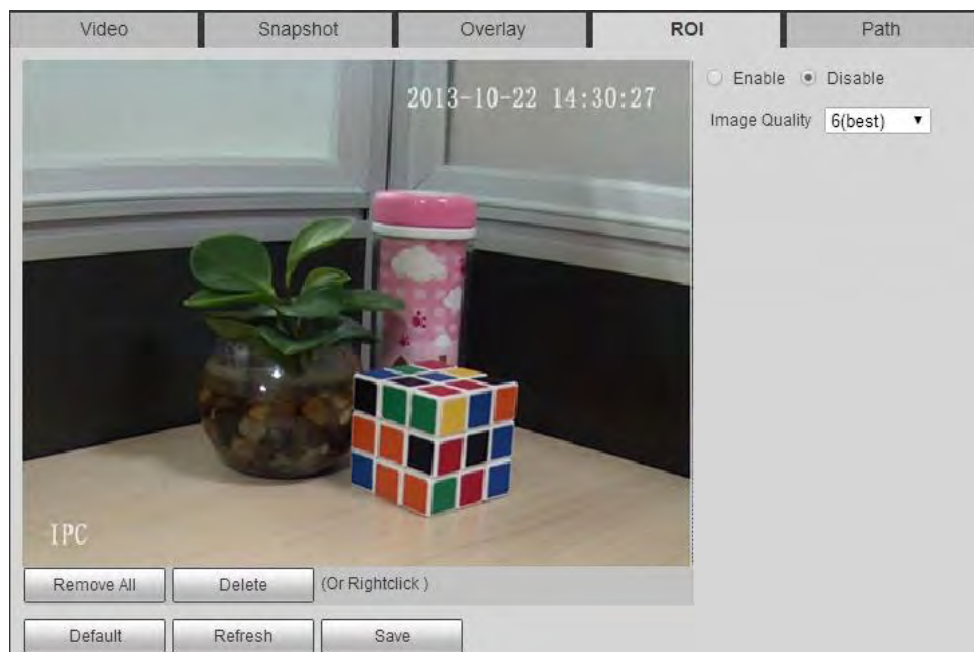 Video Snapshot Overlay ROI Path
2013-10-22 14:30:27
Enable Disable
Image Quality 6(best)
IPC
Remove All Delete (Or Rightclick )
Default Refresh Save